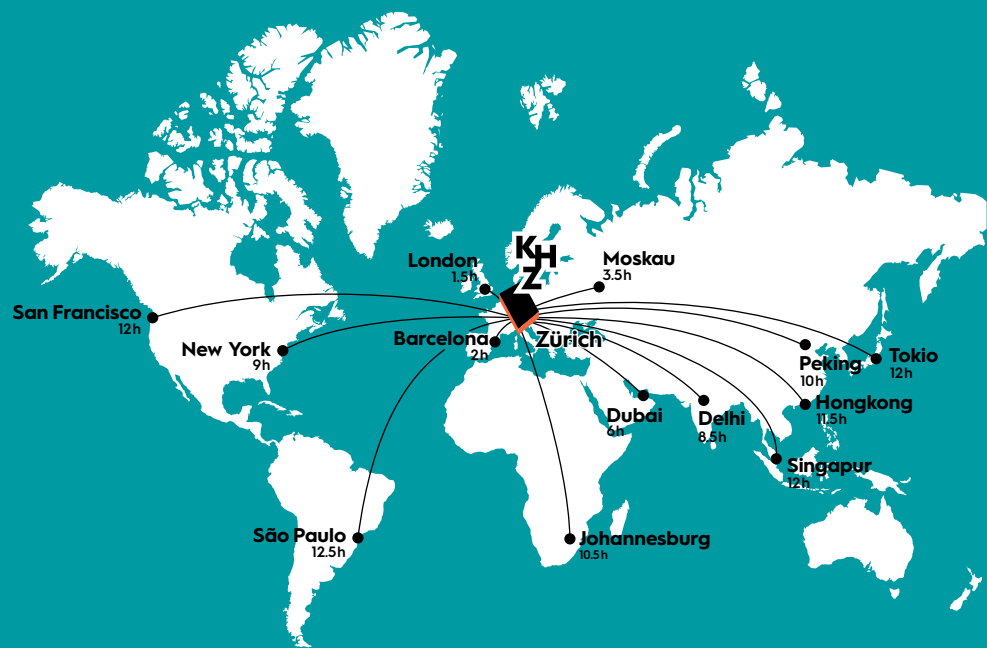 KH
Z
London
1.5h
Moskau
3.5h
San Francisco
12h
New York
9h
Barcelona
2h
Zürich
Peking
10h
Tokio
12h
Dubai
6h
Delhi
8.5h
Hongkong
11.5h
Singapur
12h
São Paulo
12.5h
Johannesburg
10.5h